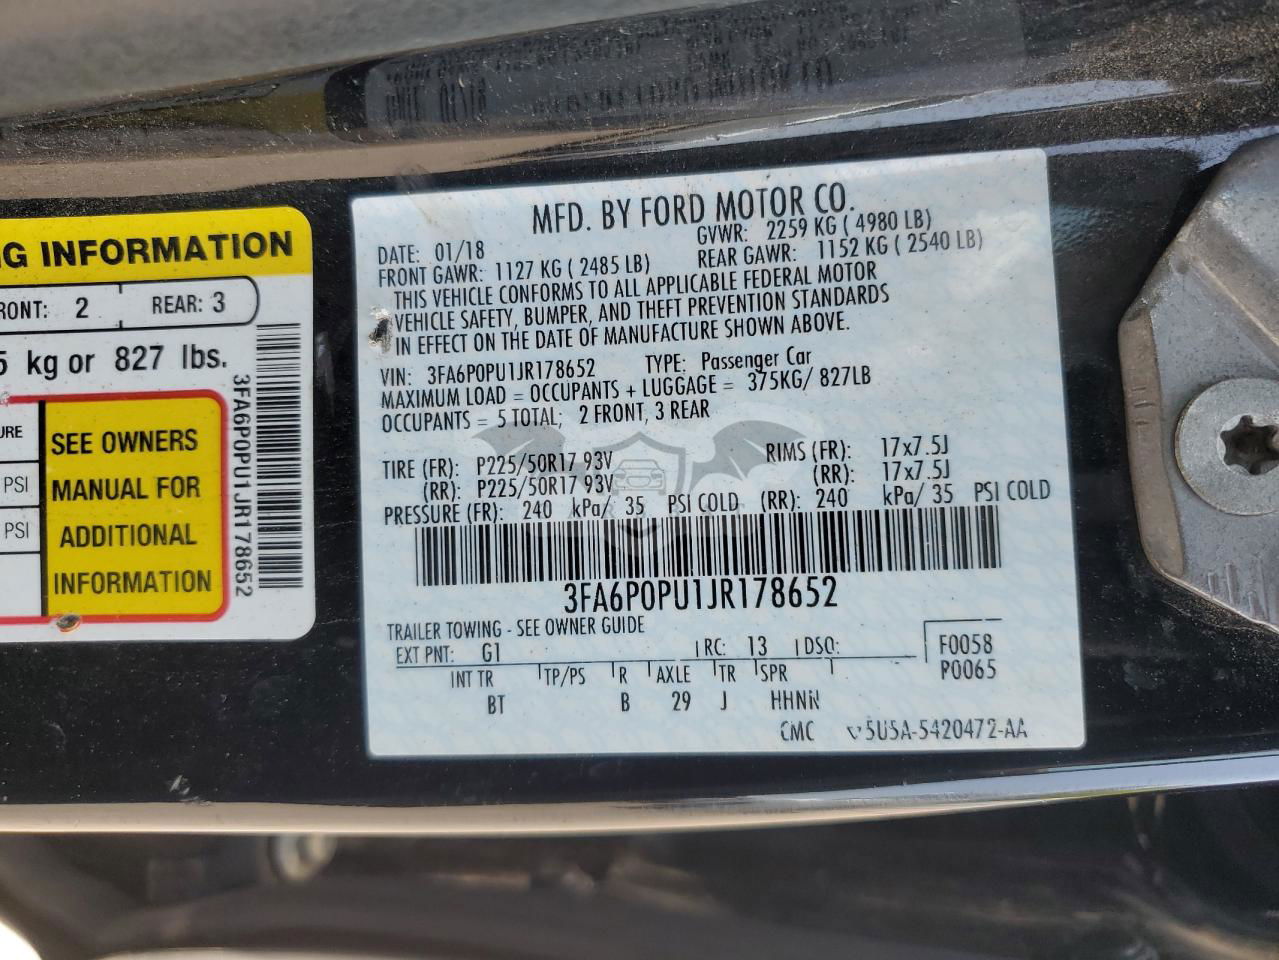 G INFORMATION
RONT: 2 REAR: 3
5 kg or 827 lbs.
URE
PSI
PSI
SEE OWNERS
MANUAL FOR
ADDITIONAL
INFORMATION
3FA6P0PU1JR178652
MFD. BY FORD MOTOR CO.
DATE: 01/18 GVWR: 2259 KG ( 4980 LB)
FRONT GAWR: 1127 KG ( 2485 LB) REAR GAWR: 1152 KG ( 2540 LB)
THIS VEHICLE CONFORMS TO ALL APPLICABLE FEDERAL MOTOR
VEHICLE SAFETY, BUMPER, AND THEFT PREVENTION STANDARDS
IN EFFECT ON THE DATE OF MANUFACTURE SHOWN ABOVE.
VIN: 3FA6P0PU1JR178652 TYPE: Passenger Car
MAXIMUM LOAD = OCCUPANTS + LUGGAGE = 375KG/ 827LB
OCCUPANTS = 5 TOTAL; 2 FRONT, 3 REAR
TIRE (FR): P225/50R17 93V RIMS (FR): 17x7.5J
(RR): P225/50R17 93V (RR): 17x7.5J
PRESSURE (FR): 240 kPa/ 35 PSI COLD (RR): 240 kPa/ 35 PSI COLD
3FA6P0PU1JR178652
TRAILER TOWING - SEE OWNER GUIDE
EXT PNT: G1 RC: 13 DSO: F0058
INT TR TP/PS R AXLE TR SPR P0065
BT B 29 J HHNN
CMC 5U5A-5420472-AA